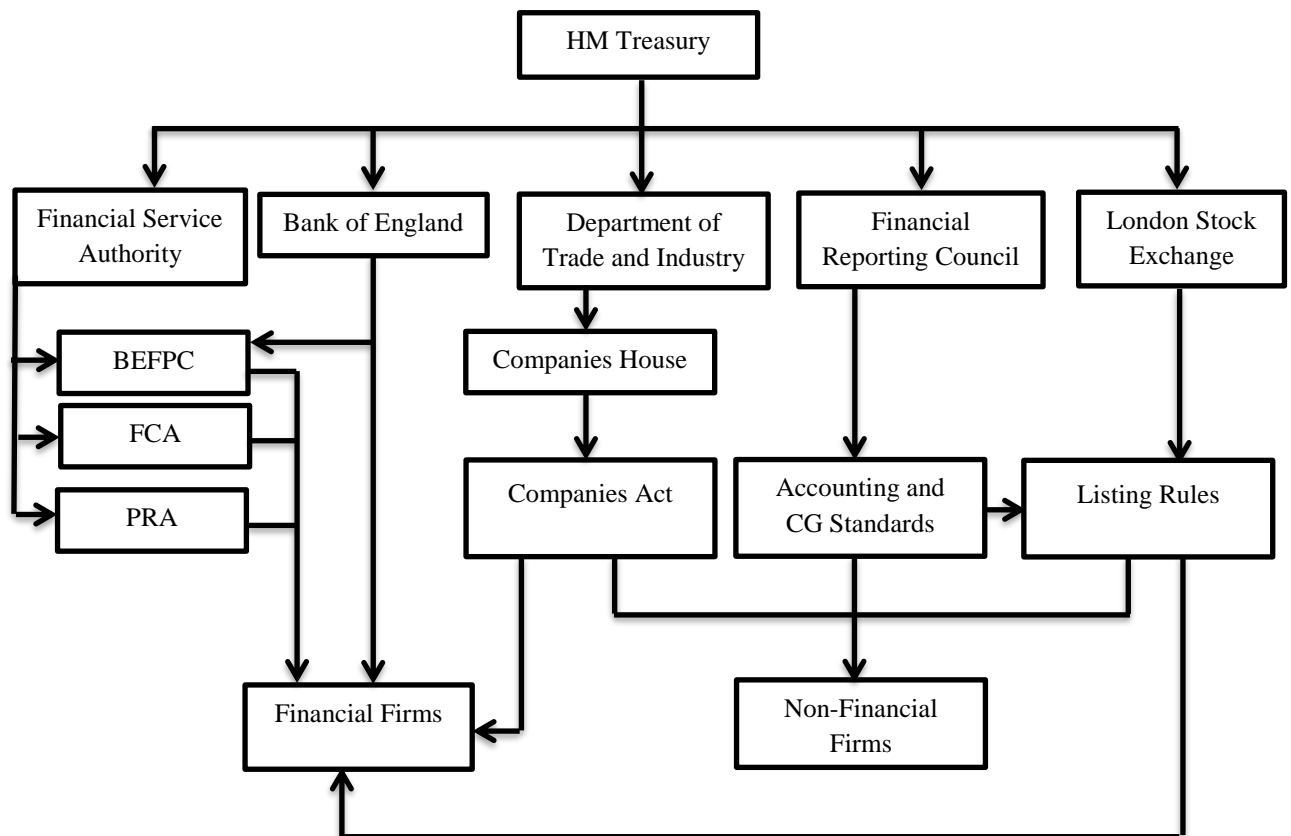 HM Treasury
Financial Service
Authority
Bank of England
Department of
Trade and Industry
Financial
Reporting Council
London Stock
Exchange
BEFPC
Companies House
FCA
PRA
Companies Act
Accounting and
CG Standards
Listing Rules
Financial Firms
Non-Financial
Firms